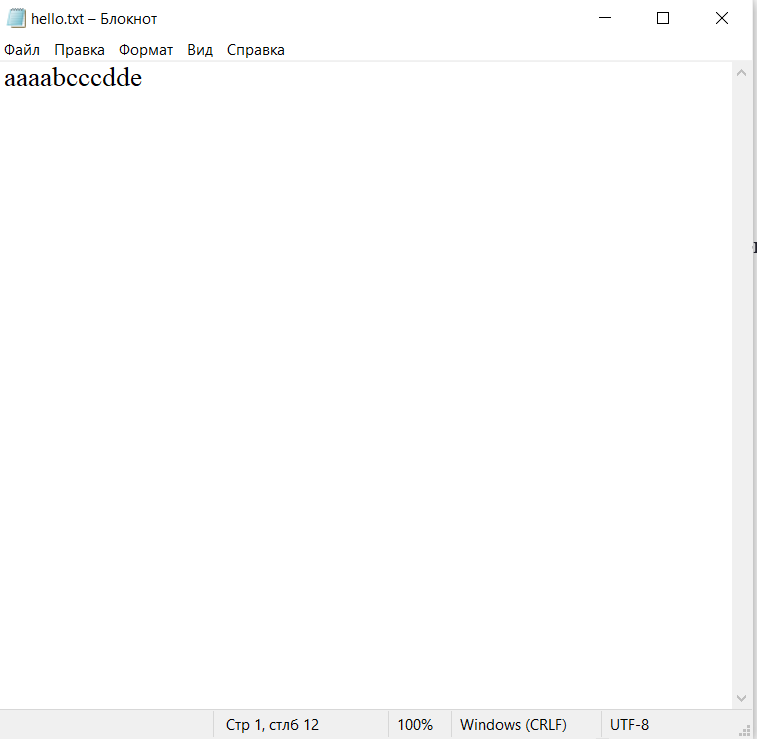 hello.txt – Блокнот
Файл Правка Формат Вид Справка
aaaabcccdde
Стр 1, стлб 12 100% Windows (CRLF) UTF-8